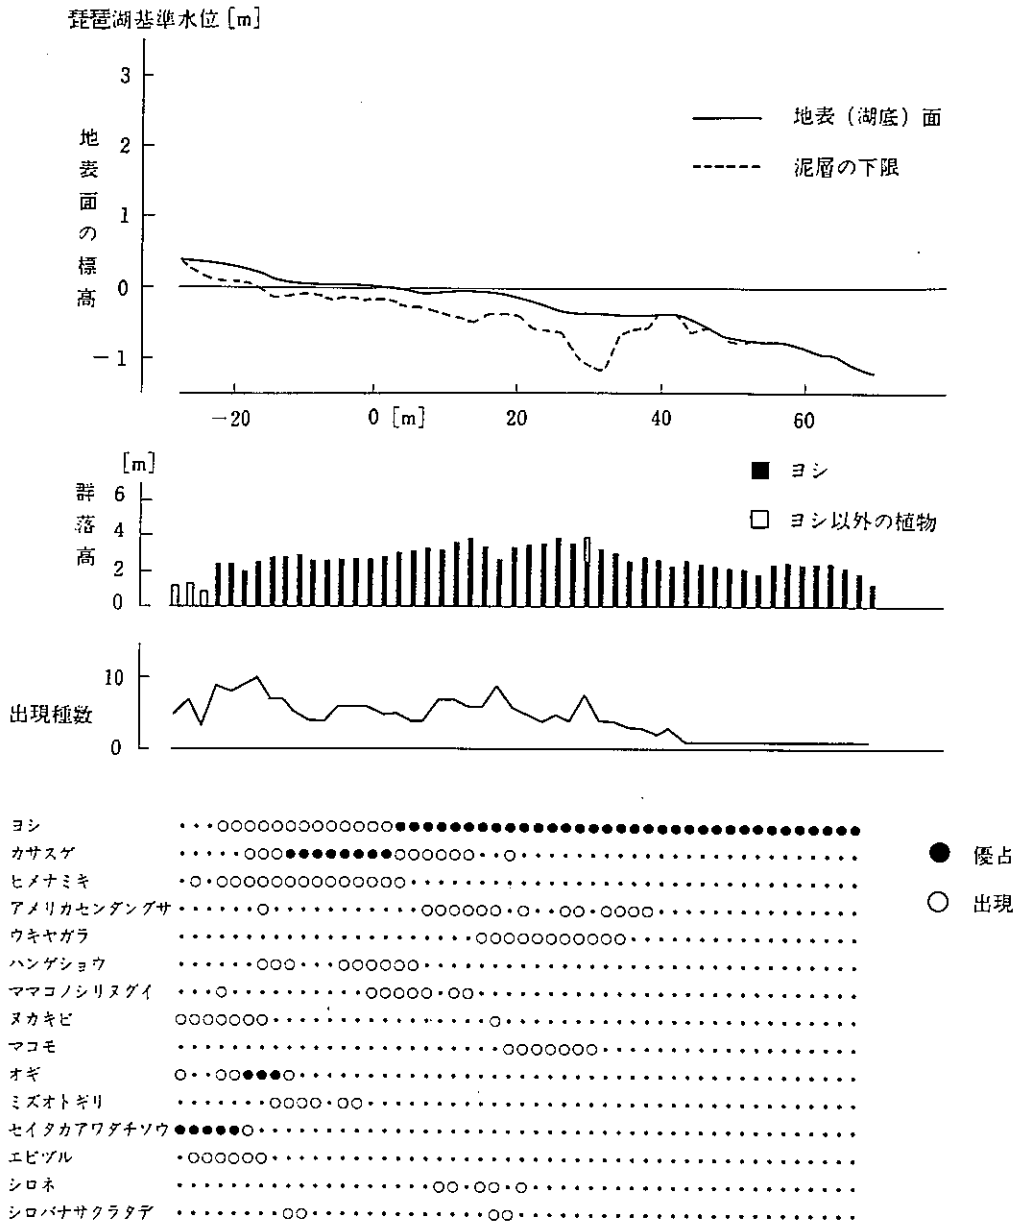 琵琶湖基準水位[m]
3
2
1
0
−1
地表面の標高
地表(湖底)面
泥層の下限
−20
0 [m]
20
40
60
[m]
群落高
6
4
2
0
ヨシ
ヨシ以外の植物
出現種数
10
0
ヨシ
カサスゲ
ヒメナミキ
アメリカセンダングサ
ウキヤガラ
ハンゲショウ
ママコノシリヌグイ
ヌカキビ
マコモ
オギ
ミズオトギリ
セイタカアワダチソウ
エビヅル
シロネ
シロバナサクラタデ
優占
出現